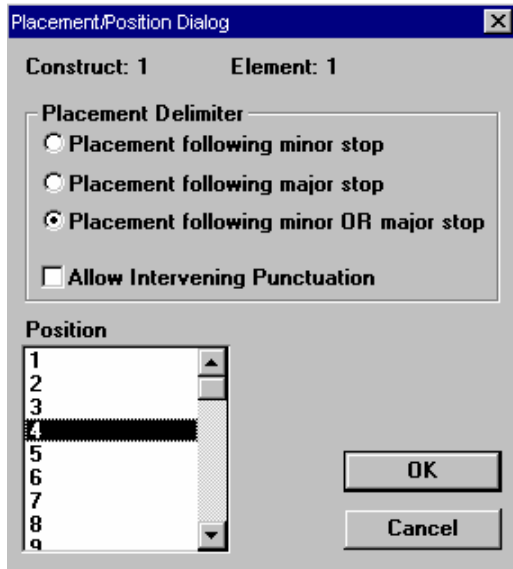 Placement/Position Dialog
Construct: 1 Element: 1
Placement Delimiter
Placement following minor stop
Placement following major stop
Placement following minor OR major stop
Allow Intervening Punctuation
Position
1
2
3
4
5
6
7
8
9
OK
Cancel